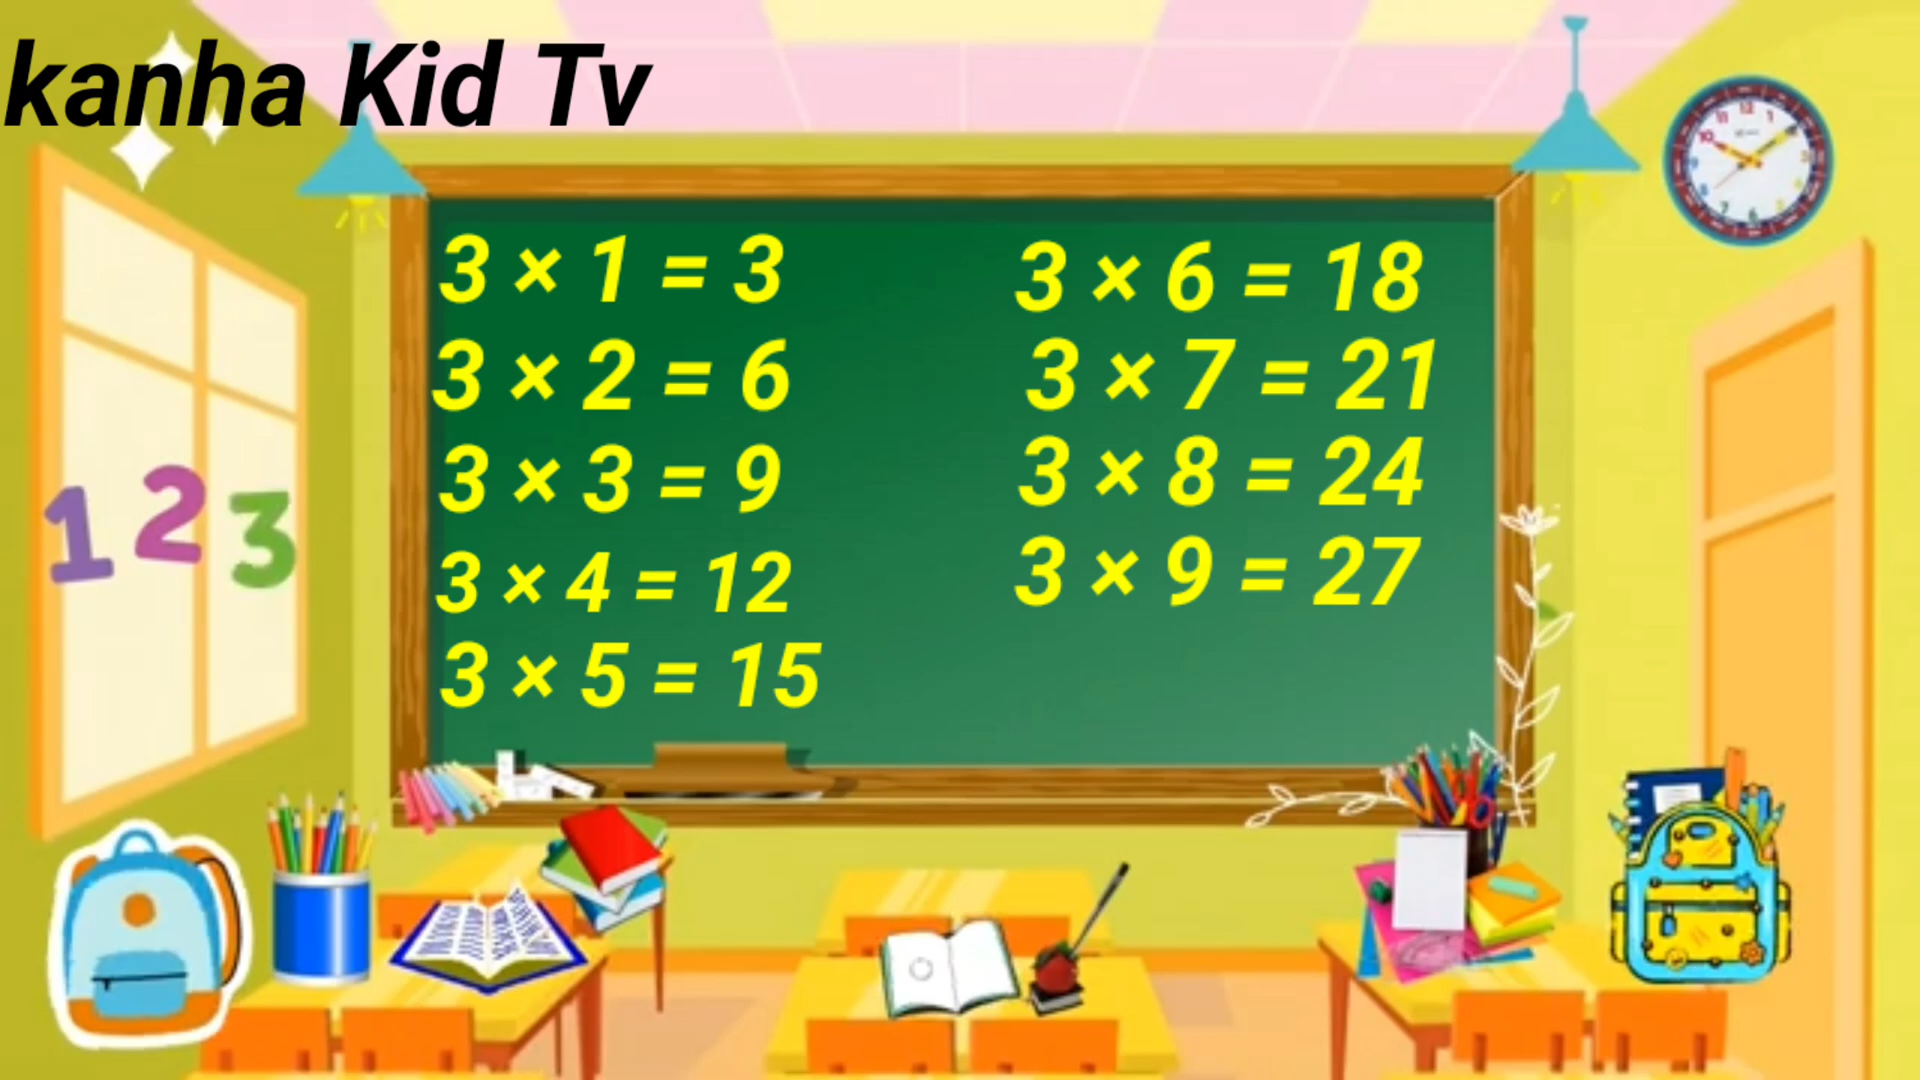 kanha Kid Tv
3 × 1 = 3
3 × 2 = 6
3 × 3 = 9
3 × 4 = 12
3 × 5 = 15
3 × 6 = 18
3 × 7 = 21
3 × 8 = 24
3 × 9 = 27
1 2 3